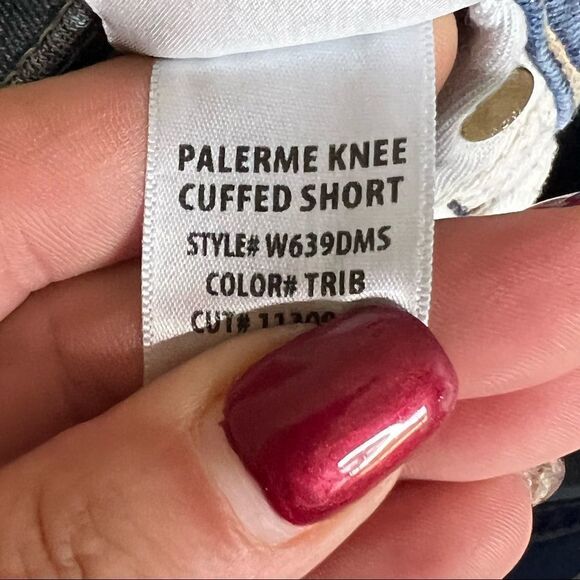 PALERME KNEE
CUFFED SHORT
STYLE# W639DMS
COLOR# TRIB
CUT#